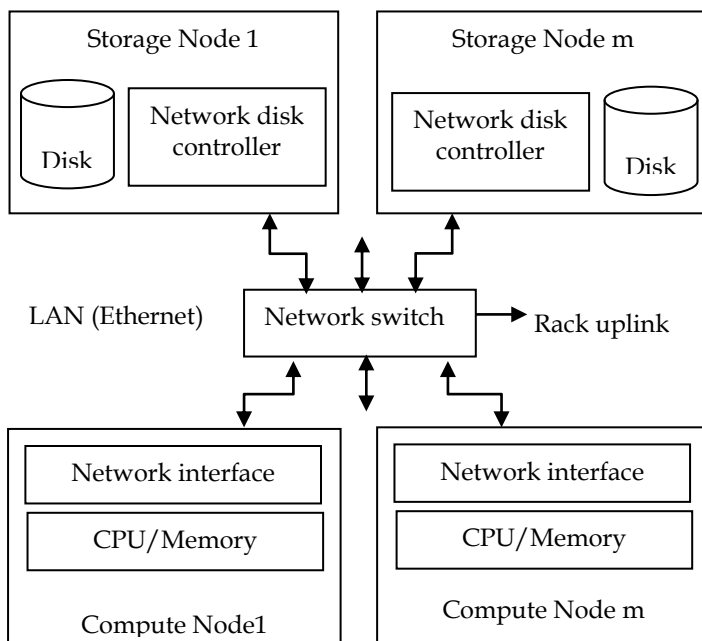 Storage Node 1
Storage Node m
Disk
Network disk
controller
Network disk
controller
Disk
LAN (Ethernet)
Network switch
Rack uplink
Network interface
CPU/Memory
Compute Node1
Network interface
CPU/Memory
Compute Node m